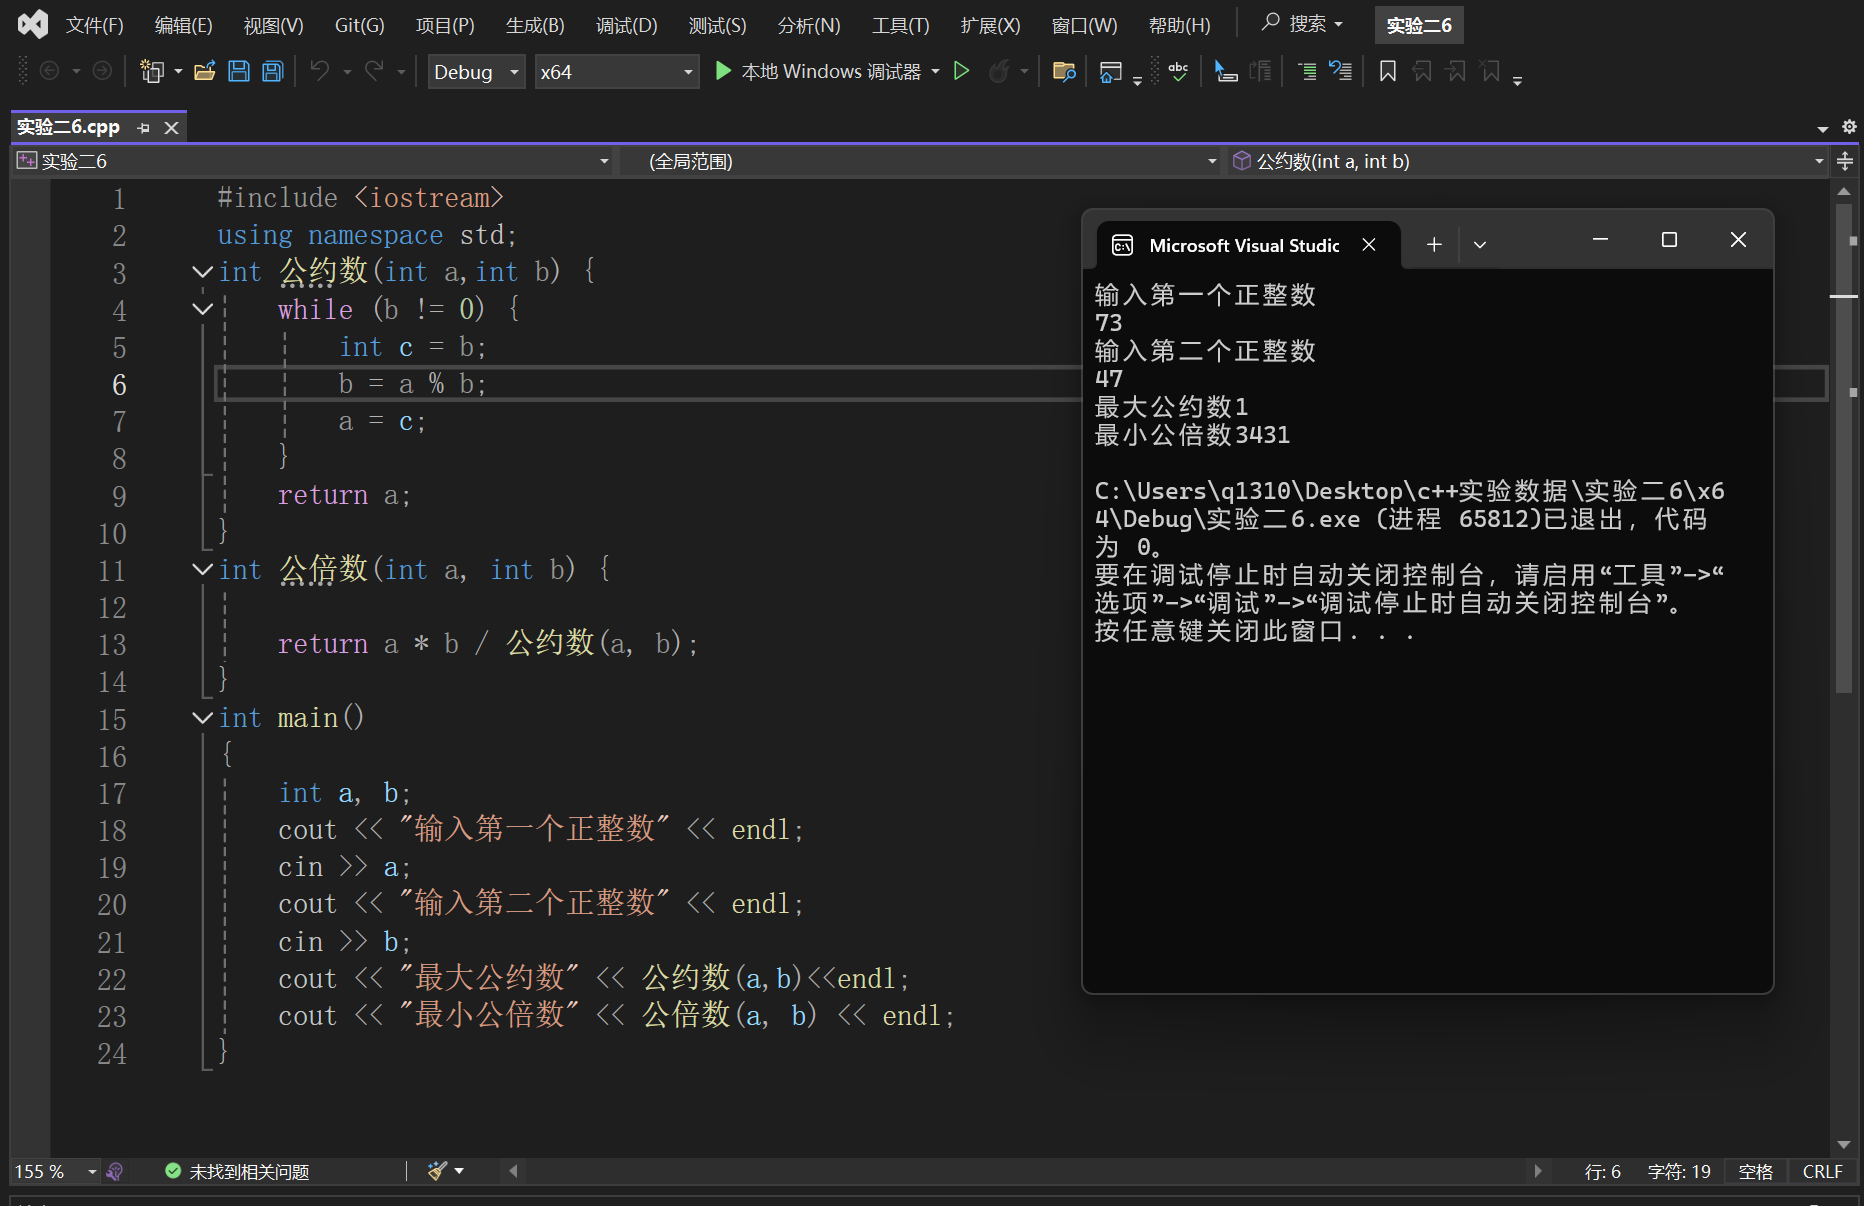 文件(F) 编辑(E) 视图(V) Git(G) 项目(P) 生成(B) 调试(D) 测试(S) 分析(N) 工具(T) 扩展(X) 窗口(W) 帮助(H) 搜索 实验二6
Debug x64 本地 Windows 调试器
实验二6.cpp
实验二6 (全局范围) 公约数(int a, int b)
1 #include <iostream>
2 using namespace std;
3 int 公约数(int a,int b) {
4 while (b != 0) {
5 int c = b;
6 b = a % b;
7 a = c;
8 }
9 return a;
10 }
11 int 公倍数(int a, int b) {
12
13 return a * b / 公约数(a, b);
14 }
15 int main()
16 {
17 int a, b;
18 cout << "输入第一个正整数" << endl;
19 cin >> a;
20 cout << "输入第二个正整数" << endl;
21 cin >> b;
22 cout << "最大公约数" << 公约数(a,b)<<endl;
23 cout << "最小公倍数" << 公倍数(a, b) << endl;
24 }
Microsoft Visual Studic
输入第一个正整数
73
输入第二个正整数
47
最大公约数1
最小公倍数3431
C:\Users\q1310\Desktop\c++实验数据\实验二6\x6
4\Debug\实验二6.exe (进程 65812)已退出，代码
为 0。
要在调试停止时自动关闭控制台，请启用“工具”->“
选项”->“调试”->“调试停止时自动关闭控制台”。
按任意键关闭此窗口. . .
155 % 未找到相关问题 行: 6 字符: 19 空格 CRLF